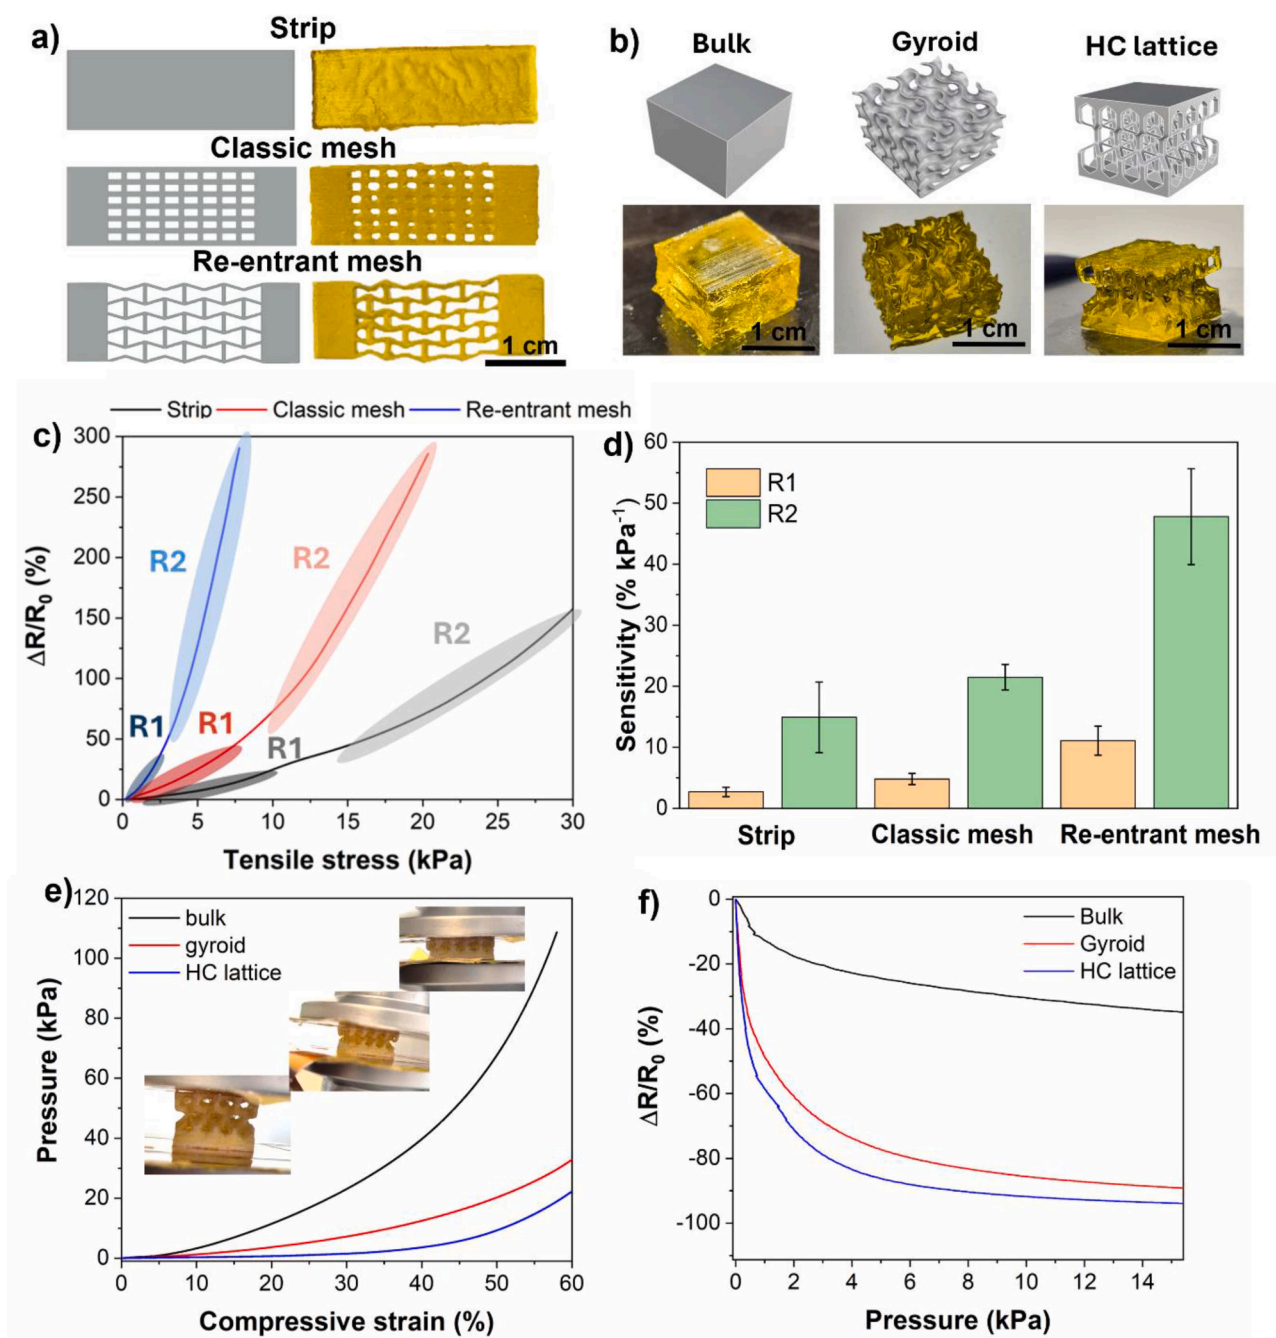 a)
Strip
Classic mesh
Re-entrant mesh
1 cm
b)
Bulk
Gyroid
HC lattice
1 cm
1 cm
1 cm
Strip
Classic mesh
Re-entrant mesh
c)
300
250
200
150
100
50
0
ΔR/R0 (%)
R2
R2
R2
R1
R1
R1
0 5 10 15 20 25 30
Tensile stress (kPa)
d)
60
50
40
30
20
10
0
Sensitivity (% kPa-1)
R1
R2
Strip
Classic mesh
Re-entrant mesh
e)
120
100
80
60
40
20
0
Pressure (kPa)
bulk
gyroid
HC lattice
0 10 20 30 40 50 60
Compressive strain (%)
f)
0
-20
-40
-60
-80
-100
ΔR/R0 (%)
Bulk
Gyroid
HC lattice
0 2 4 6 8 10 12 14
Pressure (kPa)